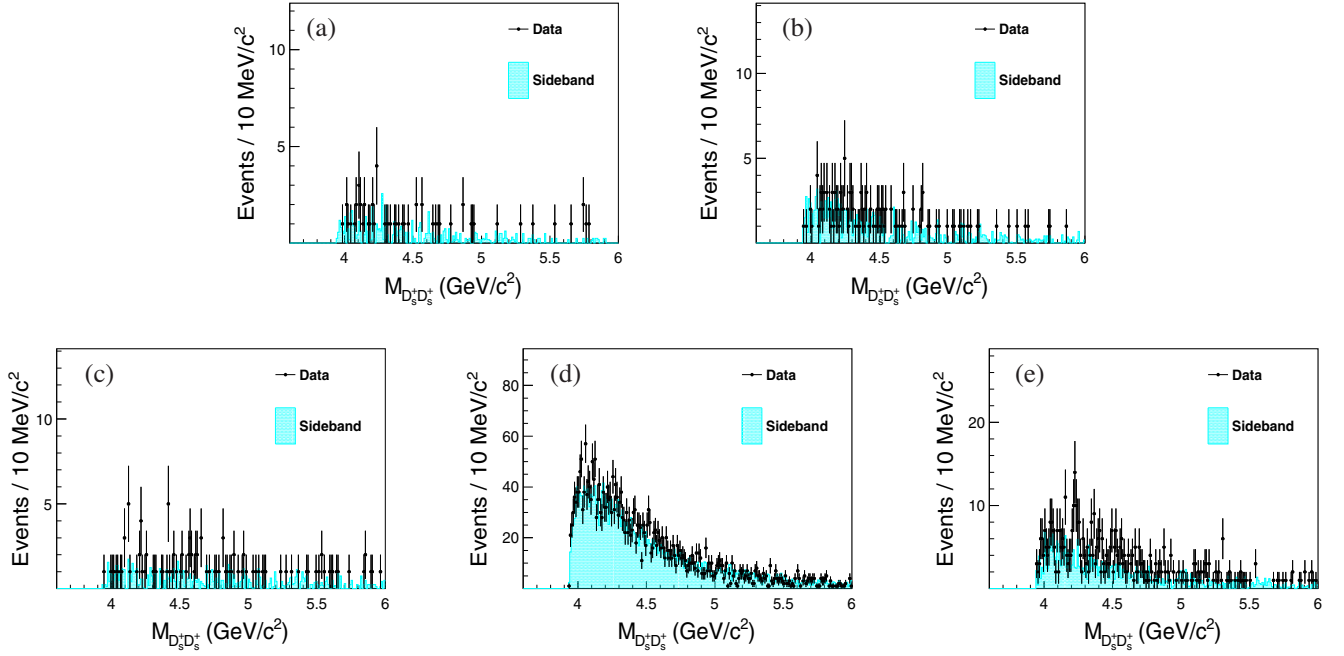 (a)
Data
Sideband
Events / 10 MeV/c²
10
5
4 4.5 5 5.5 6
M_{D_s^+D_s^+} (GeV/c²)
(b)
Data
Sideband
Events / 10 MeV/c²
10
5
4 4.5 5 5.5 6
M_{D_s^+D_s^+} (GeV/c²)
(c)
Data
Sideband
Events / 10 MeV/c²
10
5
4 4.5 5 5.5 6
M_{D_s^+D_s^+} (GeV/c²)
(d)
Data
Sideband
Events / 10 MeV/c²
80
60
40
20
4 4.5 5 5.5 6
M_{D_s^+D_s^+} (GeV/c²)
(e)
Data
Sideband
Events / 10 MeV/c²
20
10
4 4.5 5 5.5 6
M_{D_s^+D_s^+} (GeV/c²)